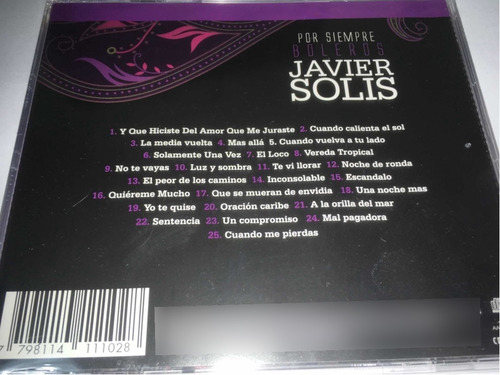 POR SIEMPRE
BOLEROS
JAVIER
SOLIS
1. Y Que Hiciste Del Amor Que Me Juraste 2. Cuando calienta el sol
3. La media vuelta 4. Mas allá 5. Cuando vuelva a tu lado
6. Solamente Una Vez 7. El Loco 8. Vereda Tropical
9. No te vayas 10. Luz y sombra 11. Te vi llorar 12. Noche de ronda
13. El peor de los caminos 14. Inconsolable 15. Escandalo
16. Quiéreme Mucho 17. Que se mueran de envidia 18. Una noche mas
19. Yo te quise 20. Oración caribe 21. A la orilla del mar
22. Sentencia 23. Un compromiso 24. Mal pagadora
25. Cuando me pierdas
7 798114 111028